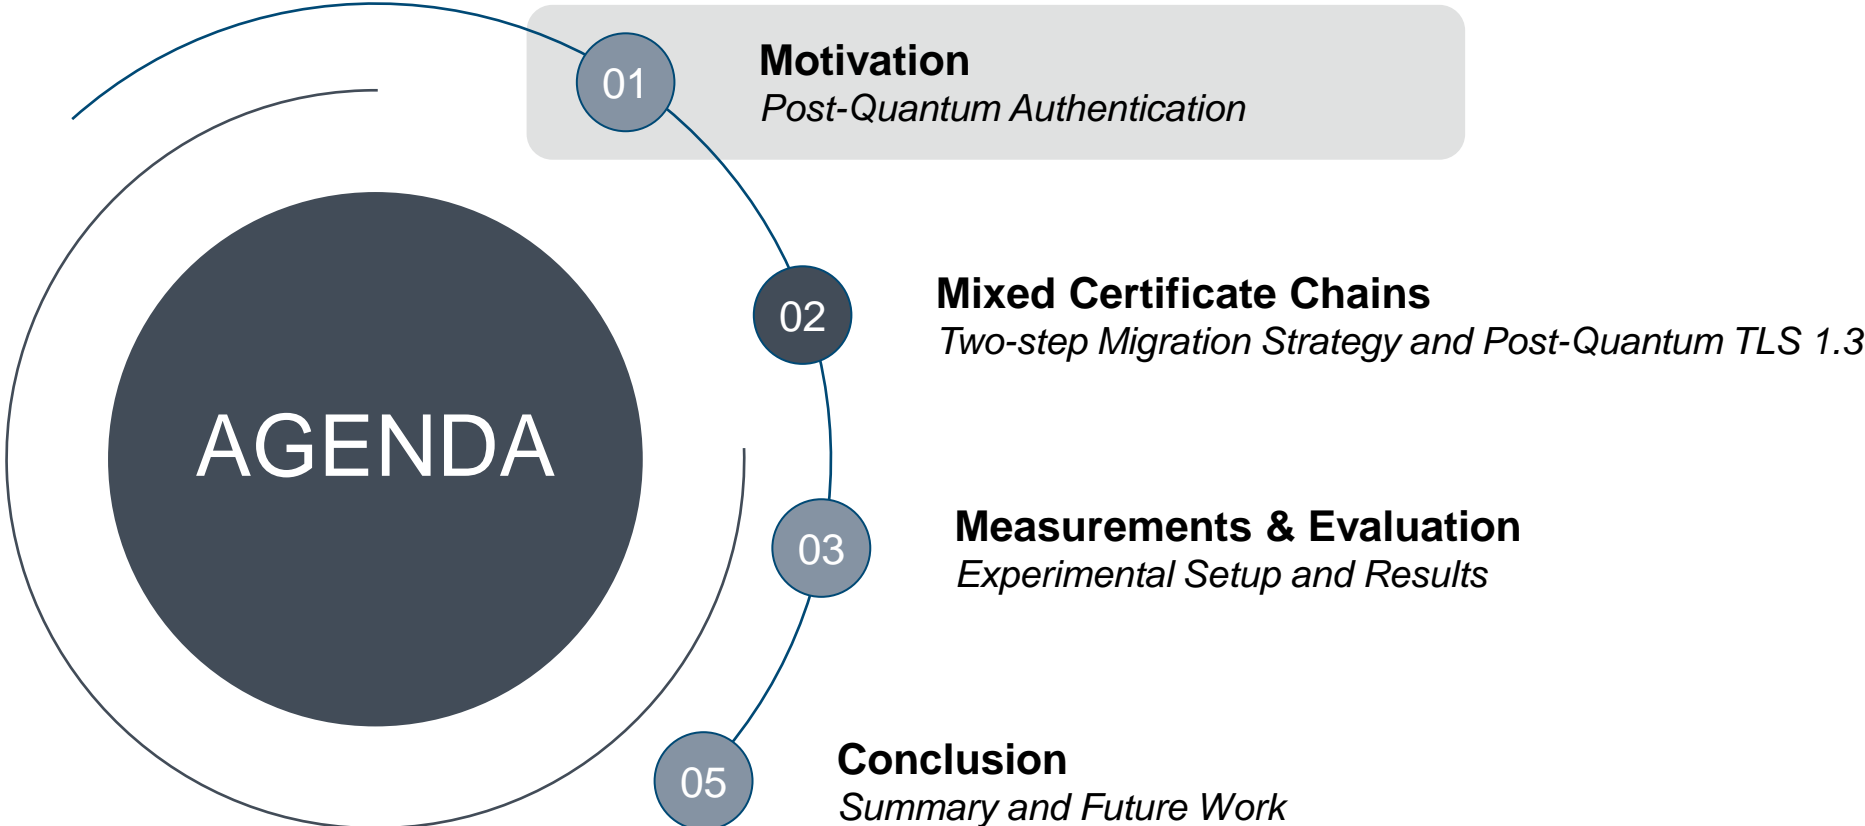 01
Motivation
Post-Quantum Authentication
02
Mixed Certificate Chains
Two-step Migration Strategy and Post-Quantum TLS 1.3
AGENDA
03
Measurements & Evaluation
Experimental Setup and Results
05
Conclusion
Summary and Future Work